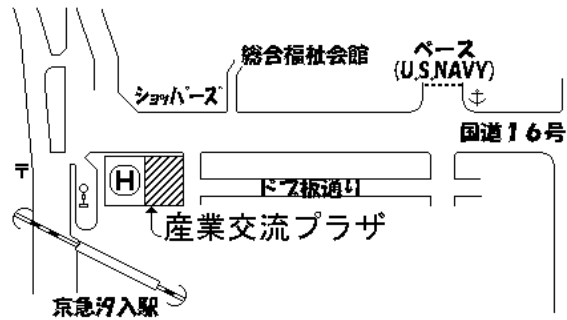 総合福祉会館
ベース
(U.S.NAVY)
ショッパーズ
国道16号
〒
H
ドブ板通り
産業交流プラザ
京急汐入駅